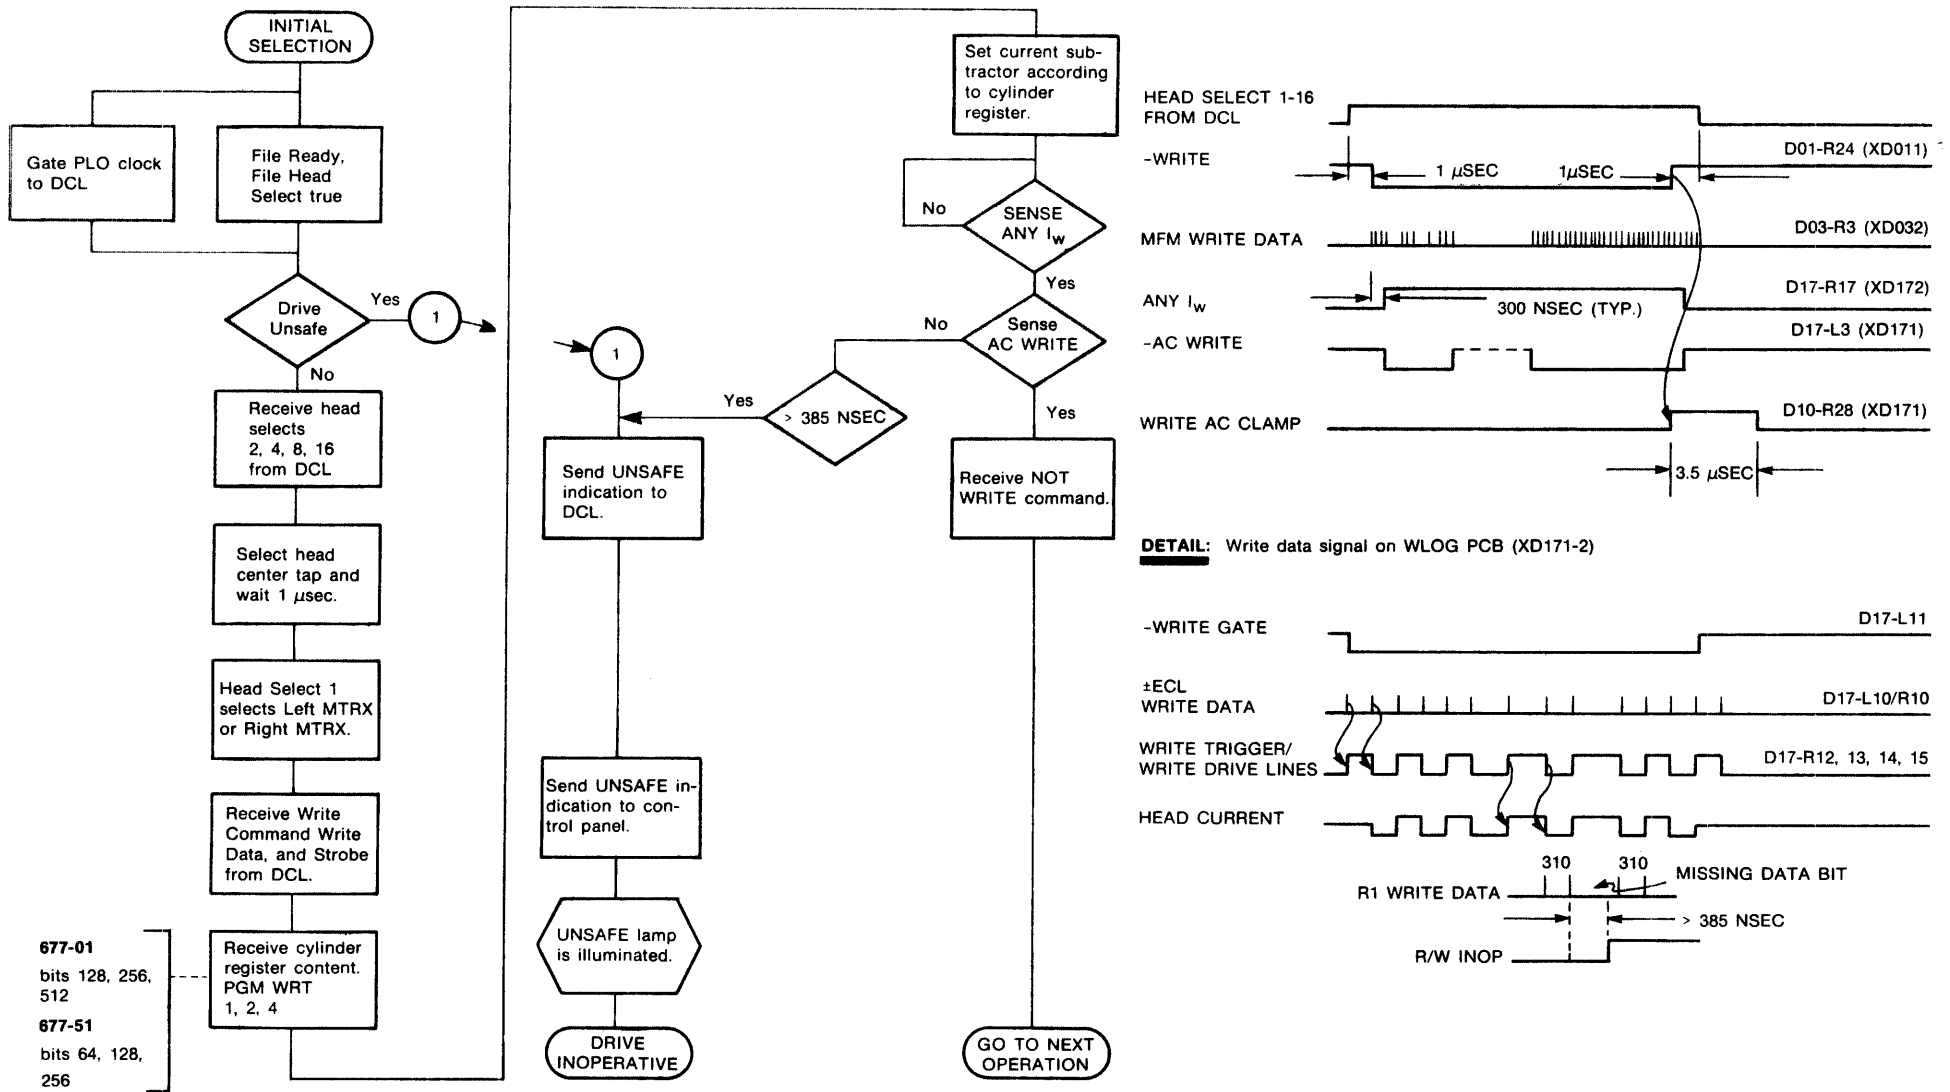 INITIAL
SELECTION
Gate PLO clock
to DCL
File Ready,
File Head
Select true
Drive
Unsafe
Yes
1
No
Receive head
selects
2, 4, 8, 16
from DCL
Select head
center tap and
wait 1 μsec.
Head Select 1
selects Left MTRX
or Right MTRX.
Receive Write
Command Write
Data, and Strobe
from DCL.
Receive cylinder
register content.
PGM WRT
1, 2, 4
677-01
bits 128, 256,
512
677-51
bits 64, 128,
256
Set current sub-
tractor according
to cylinder
register.
No
SENSE
ANY Iw
Yes
No
Sense
AC WRITE
Yes
> 385 NSEC
Yes
1
Send UNSAFE
indication to
DCL.
Send UNSAFE in-
dication to con-
trol panel.
UNSAFE lamp
is illuminated.
DRIVE
INOPERATIVE
Receive NOT
WRITE command.
GO TO NEXT
OPERATION
HEAD SELECT 1-16
FROM DCL
-WRITE
D01-R24 (XD011)
1 μSEC
1μSEC
MFM WRITE DATA
D03-R3 (XD032)
ANY Iw
D17-R17 (XD172)
300 NSEC (TYP.)
-AC WRITE
D17-L3 (XD171)
WRITE AC CLAMP
D10-R28 (XD171)
3.5 μSEC
DETAIL: Write data signal on WLOG PCB (XD171-2)
-WRITE GATE
D17-L11
±ECL
WRITE DATA
D17-L10/R10
WRITE TRIGGER/
WRITE DRIVE LINES
D17-R12, 13, 14, 15
HEAD CURRENT
310
310
MISSING DATA BIT
R1 WRITE DATA
> 385 NSEC
R/W INOP